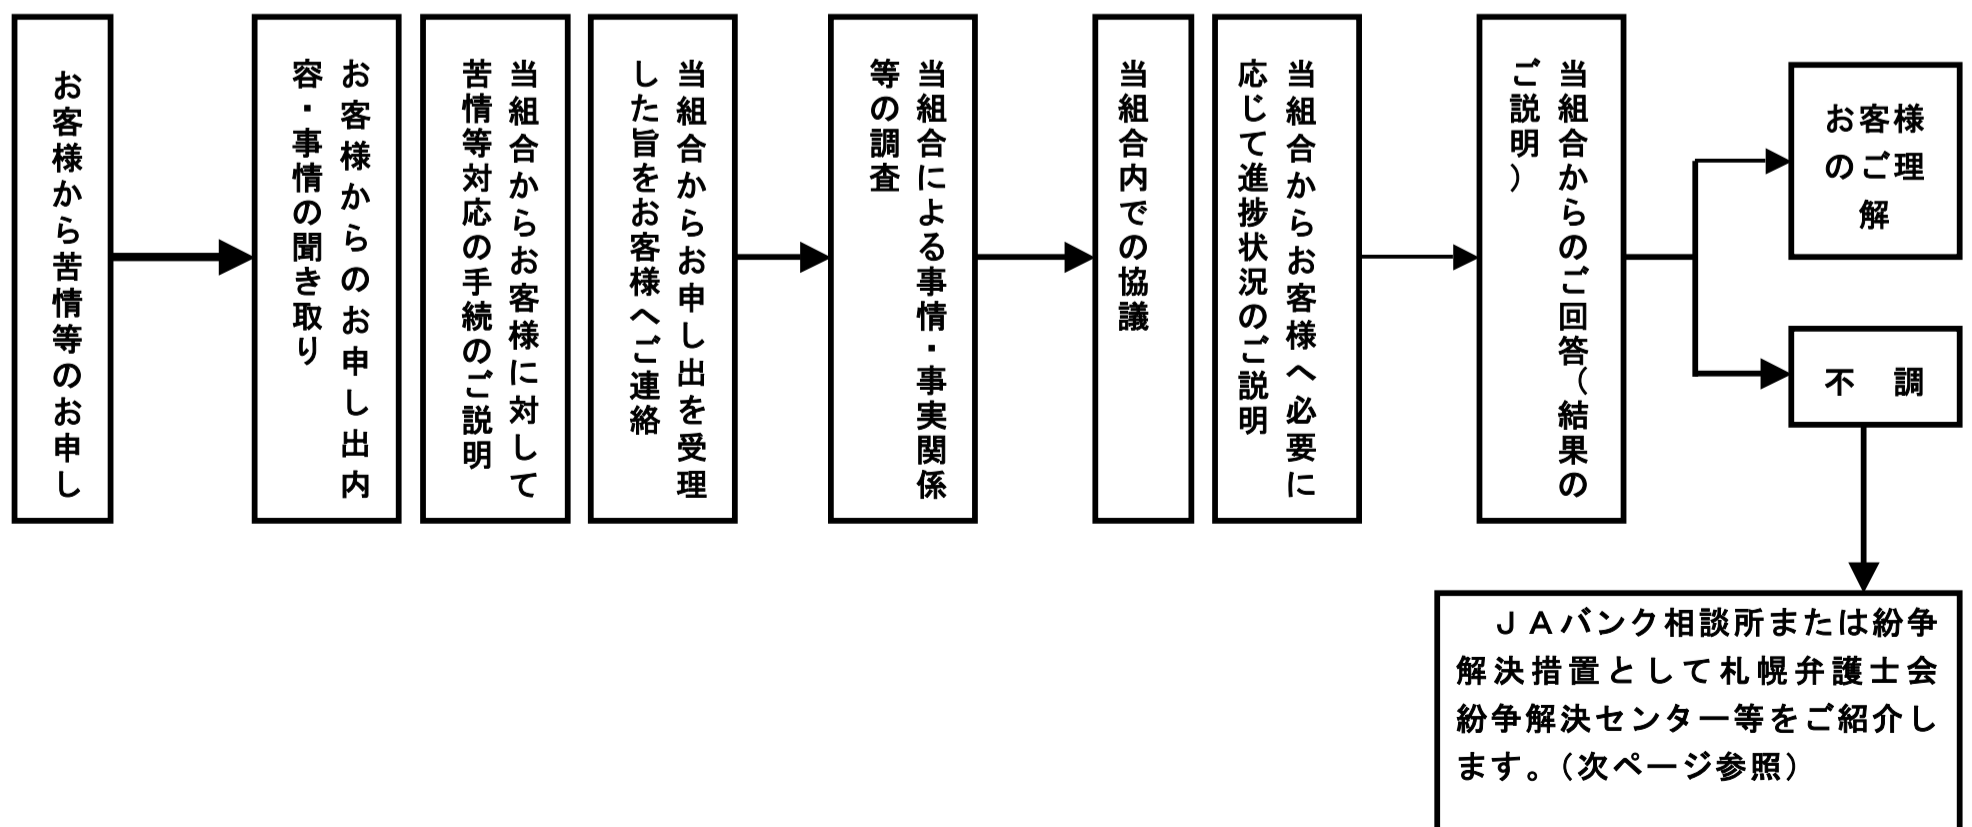 お客様から苦情等のお申し
お客様からのお申し出内
容・事情の聞き取り
当組合からお客様に対して
苦情等対応の手続のご説明
当組合からお申し出を受理
した旨をお客様へご連絡
当組合による事情・事実関係
等の調査
当組合内での協議
当組合からお客様へ必要に
応じて進捗状況のご説明
当組合からのご回答（結果の
ご説明）
お客様
のご理
解
不　調
ＪＡバンク相談所または紛争
解決措置として札幌弁護士会
紛争解決センター等をご紹介し
ます。（次ページ参照）